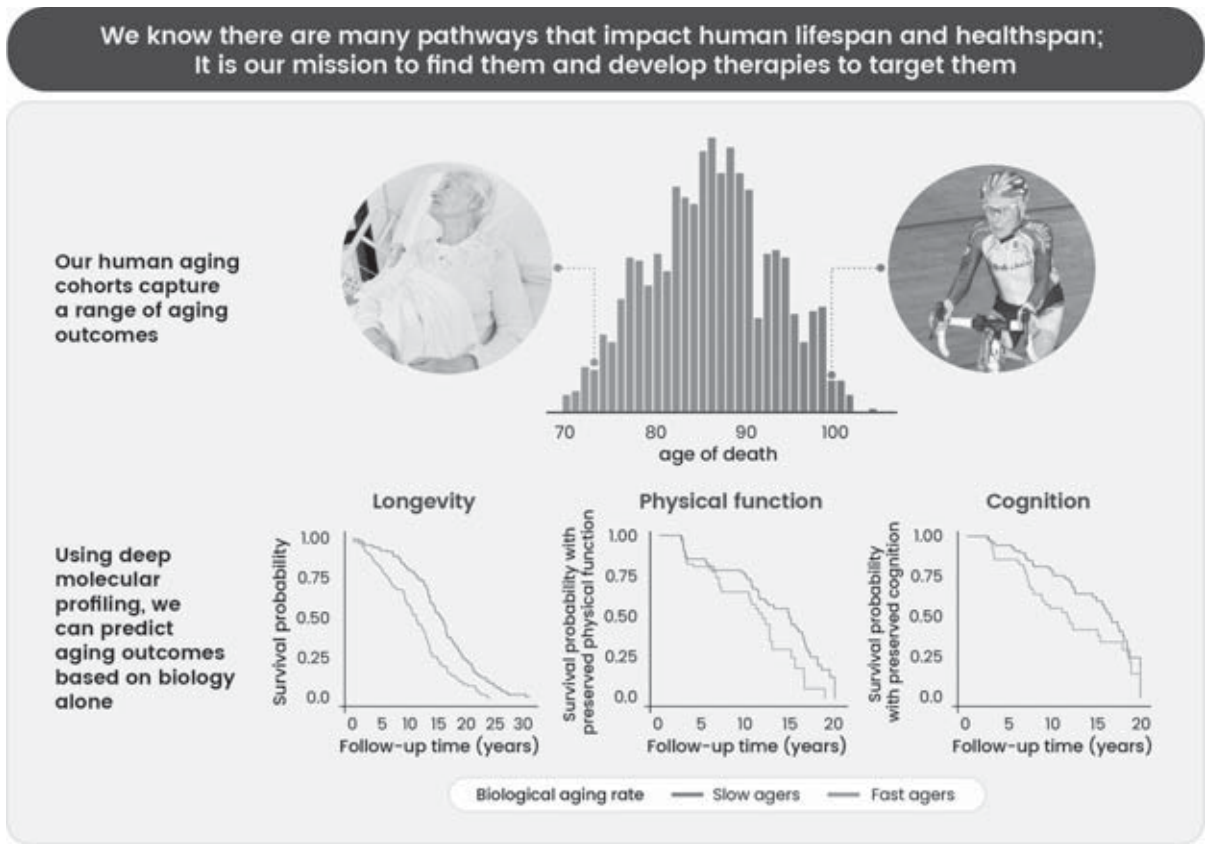 We know there are many pathways that impact human lifespan and healthspan;
It is our mission to find them and develop therapies to target them
Our human aging
cohorts capture
a range of aging
outcomes
70
80
90
100
age of death
Using deep
molecular
profiling, we
can predict
aging outcomes
based on biology
alone
Longevity
Survival probability
1.00
0.75
0.50
0.25
0.0
0 5 10 15 20 25 30
Follow-up time (years)
Physical function
Survival probability with
preserved physical function
1.00
0.75
0.50
0.25
0.0
0 5 10 15 20
Follow-up time (years)
Cognition
Survival probability
with preserved cognition
1.00
0.75
0.50
0.25
0.0
0 5 10 15 20
Follow-up time (years)
Biological aging rate Slow agers Fast agers